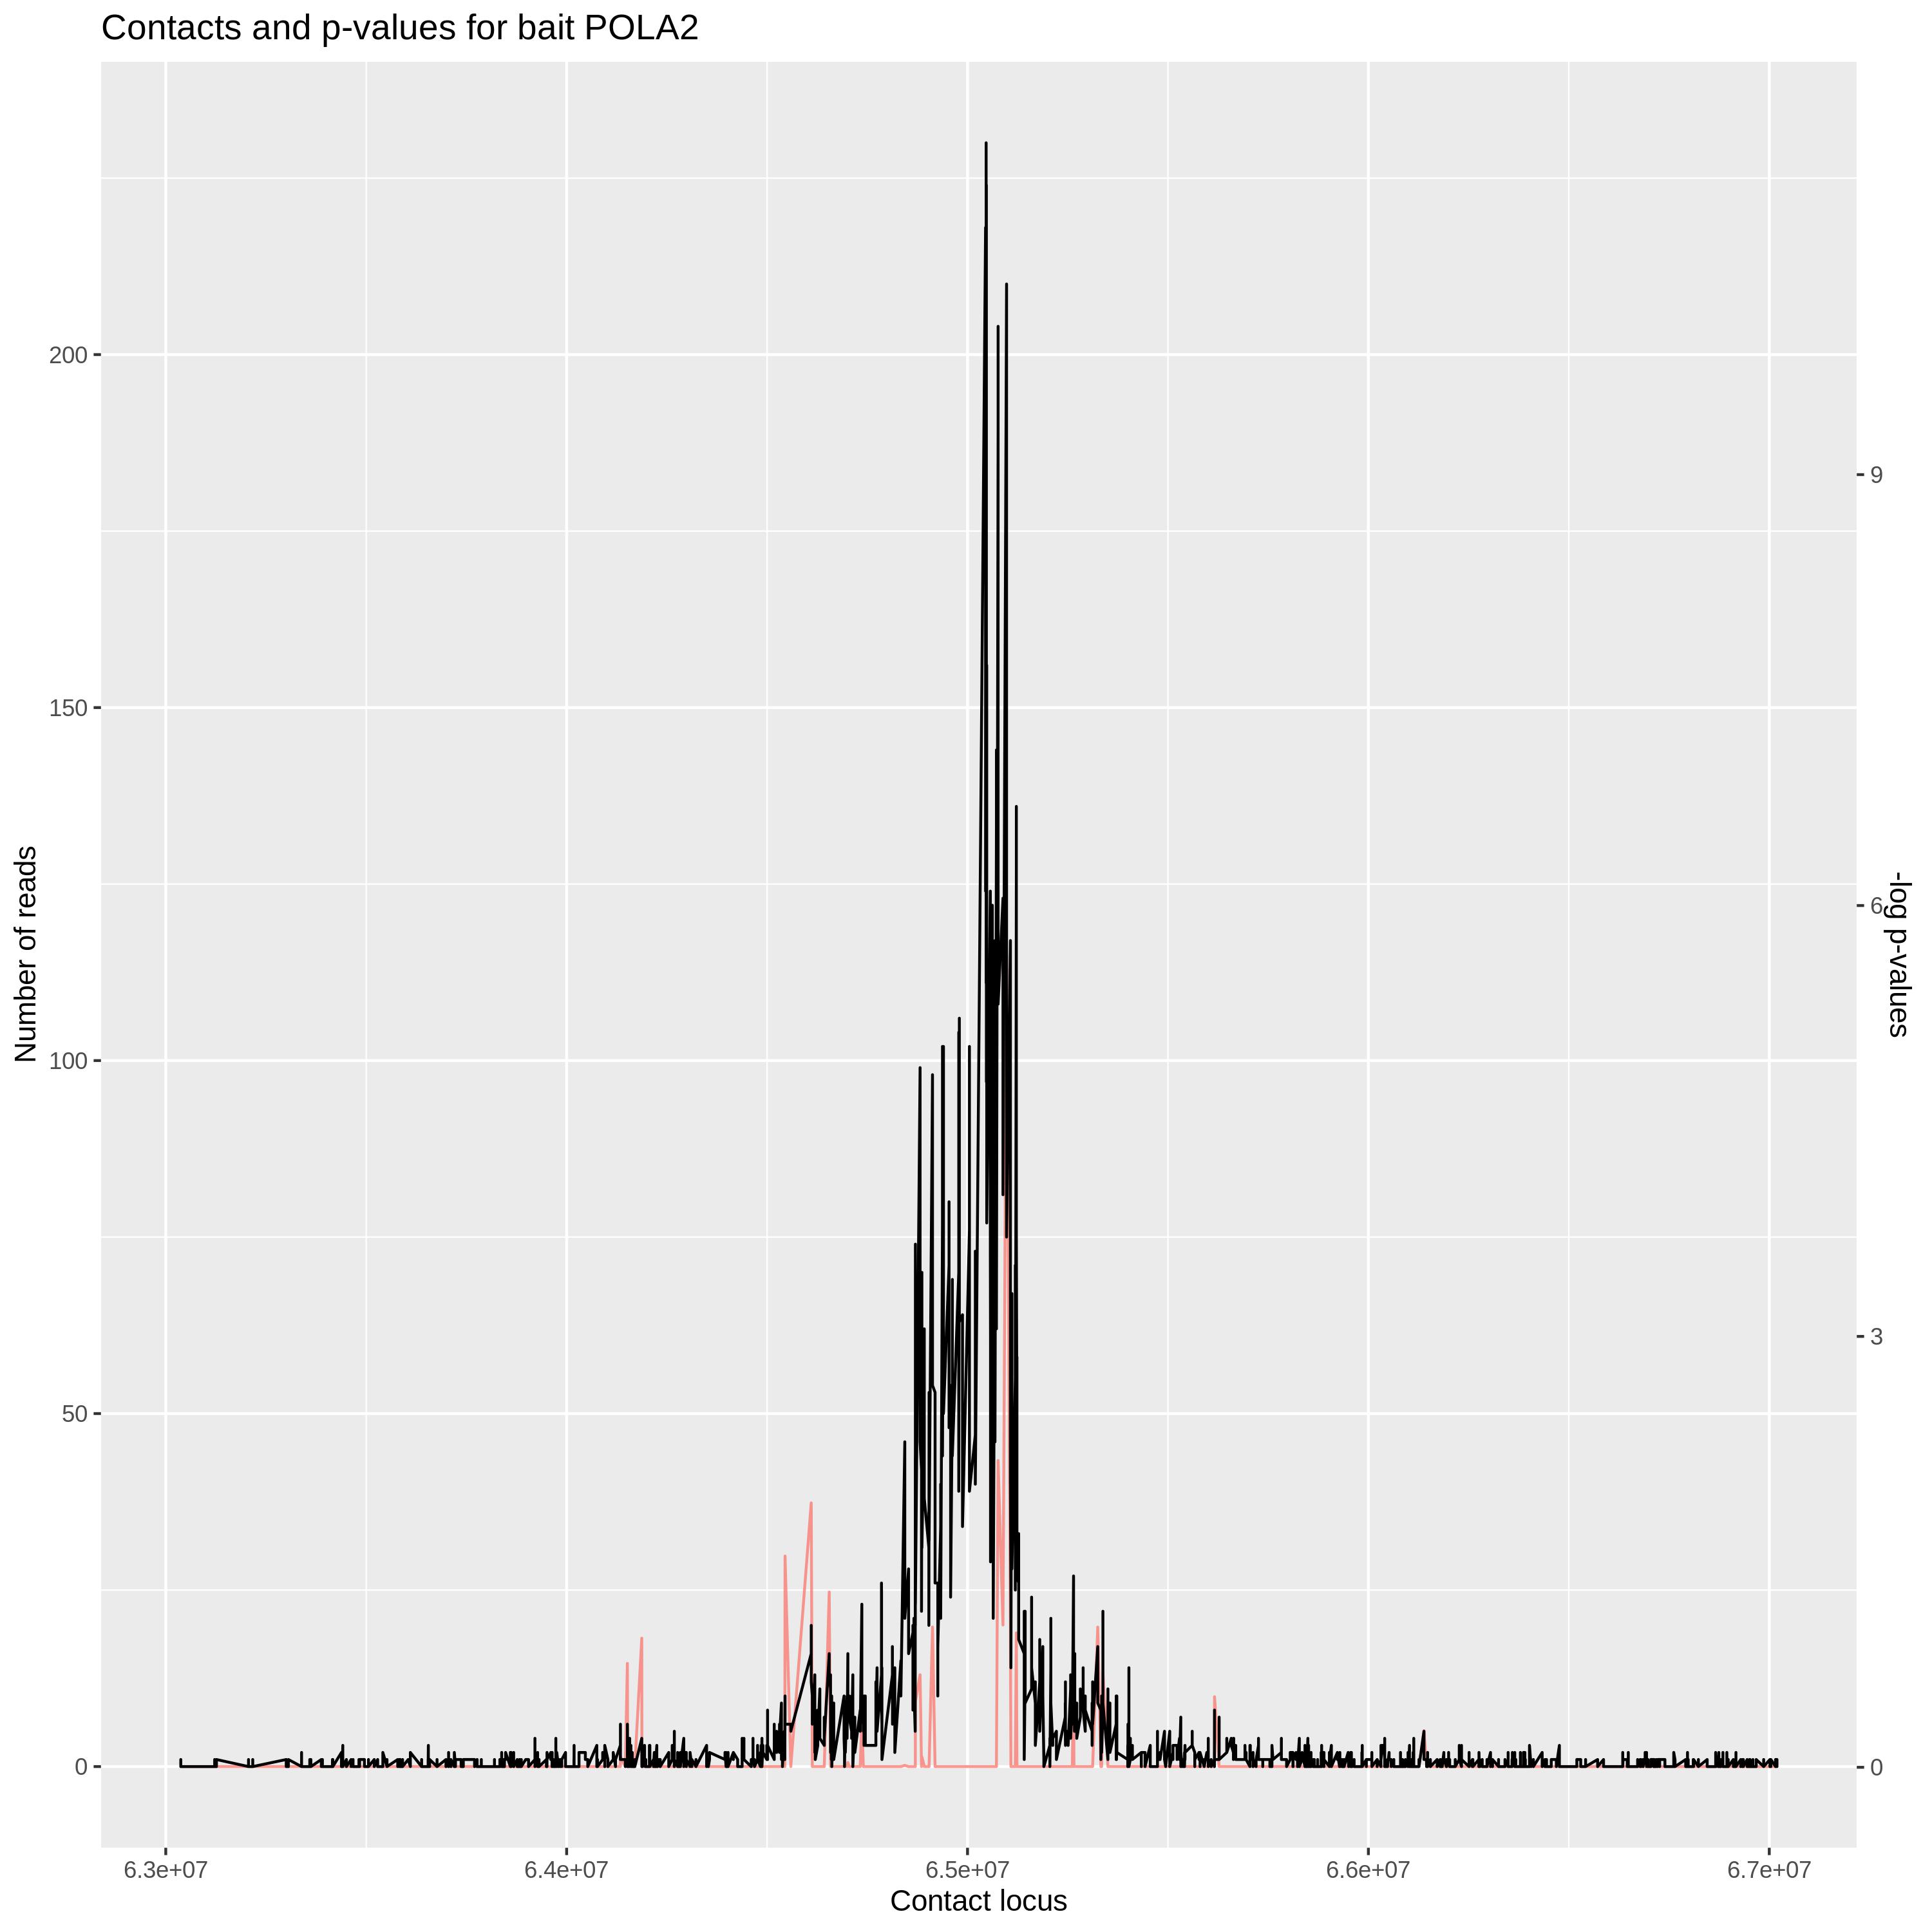 Contacts and p-values for bait POLA2
Number of reads
200
150
100
50
0
9
6
3
0
-log p-values
6.3e+07
6.4e+07
6.5e+07
6.6e+07
6.7e+07
Contact locus